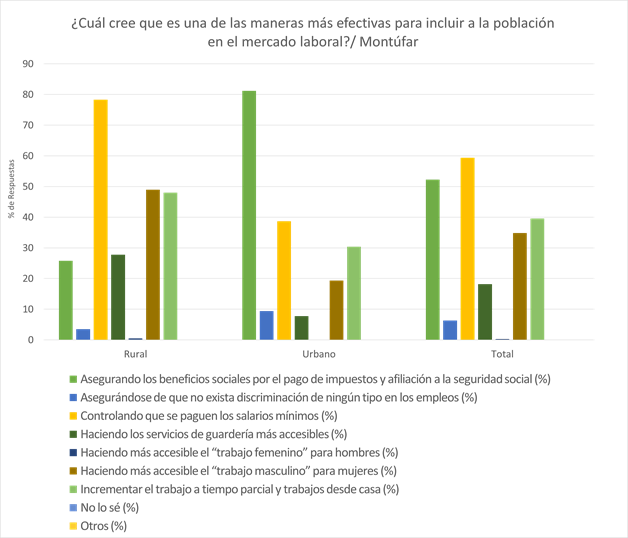 ¿Cuál cree que es una de las maneras más efectivas para incluir a la población
en el mercado laboral?/ Montúfar
90
80
70
60
50
40
30
20
10
0
% de Respuestas
Rural
Urbano
Total
Asegurando los beneficios sociales por el pago de impuestos y afiliación a la seguridad social (%)
Asegurándose de que no exista discriminación de ningún tipo en los empleos (%)
Controlando que se paguen los salarios mínimos (%)
Haciendo los servicios de guardería más accesibles (%)
Haciendo más accesible el “trabajo femenino” para hombres (%)
Haciendo más accesible el “trabajo masculino” para mujeres (%)
Incrementar el trabajo a tiempo parcial y trabajos desde casa (%)
No lo sé (%)
Otros (%)